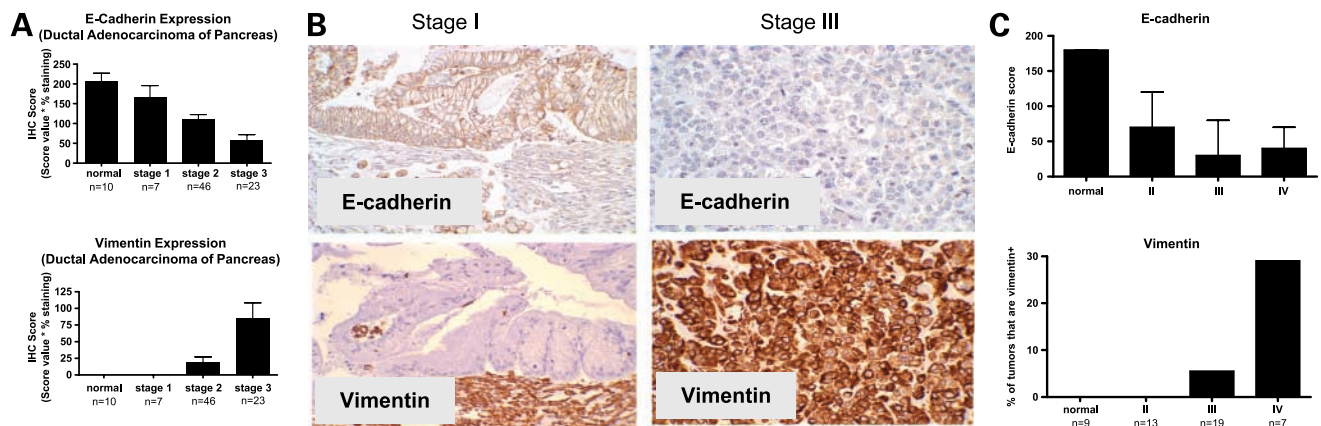 A
E-Cadherin Expression
(Ductal Adenocarcinoma of Pancreas)
IHC Score
(Score value * % staining)
250
200
150
100
50
0
normal stage 1 stage 2 stage 3
n=10 n=7 n=46 n=23
Vimentin Expression
(Ductal Adenocarcinoma of Pancreas)
IHC Score
(Score value * % staining)
125
100
75
50
25
0
normal stage 1 stage 2 stage 3
n=10 n=7 n=46 n=23
B
Stage I Stage III
E-cadherin E-cadherin
Vimentin Vimentin
C
E-cadherin
E-cadherin score
200
150
100
50
0
normal II III IV
Vimentin
% of tumors that are vimentin+
30
20
10
0
normal II III IV
n=9 n=13 n=19 n=7